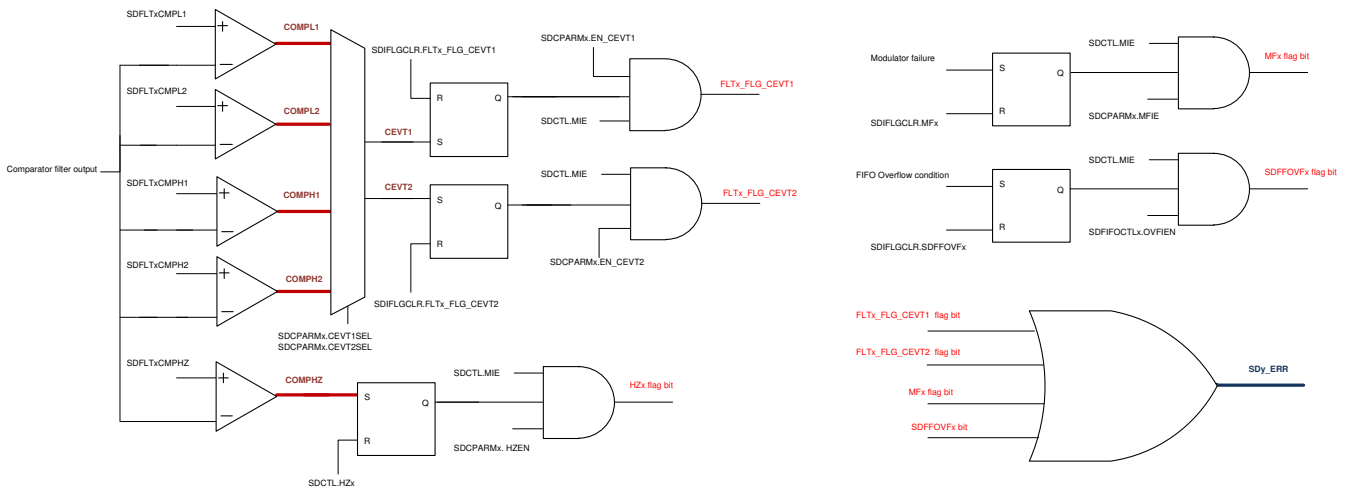 SDFLTxCMPL1
COMPL1
SDFLTxCMPL2
COMPL2
Comparator filter output
SDFLTxCMPH1
COMPH1
SDFLTxCMPH2
COMPH2
SDCPARMx.CEVT1SEL
SDCPARMx.CEVT2SEL
SDFLTxCMPHZ
COMPHZ
S
Q
R
SDCTL.HZx
SDCTL.MIE
SDCPARMx. HZEN
HZx flag bit
SDIFLGCLR.FLTx_FLG_CEVT1
CEVT1
R
Q
S
SDCPARMx.EN_CEVT1
SDCTL.MIE
FLTx_FLG_CEVT1
CEVT2
S
Q
R
SDIFLGCLR.FLTx_FLG_CEVT2
SDCTL.MIE
SDCPARMx.EN_CEVT2
FLTx_FLG_CEVT2
Modulator failure
S
Q
R
SDIFLGCLR.MFx
SDCTL.MIE
SDCPARMx.MFIE
MFx flag bit
FIFO Overflow condition
S
Q
R
SDIFLGCLR.SDFFOVFx
SDCTL.MIE
SDIFOCTLx.OVFIEN
SDFFOVFx flag bit
FLTx_FLG_CEVT1 flag bit
FLTx_FLG_CEVT2 flag bit
MFx flag bit
SDFFOVFx bit
SDy_ERR